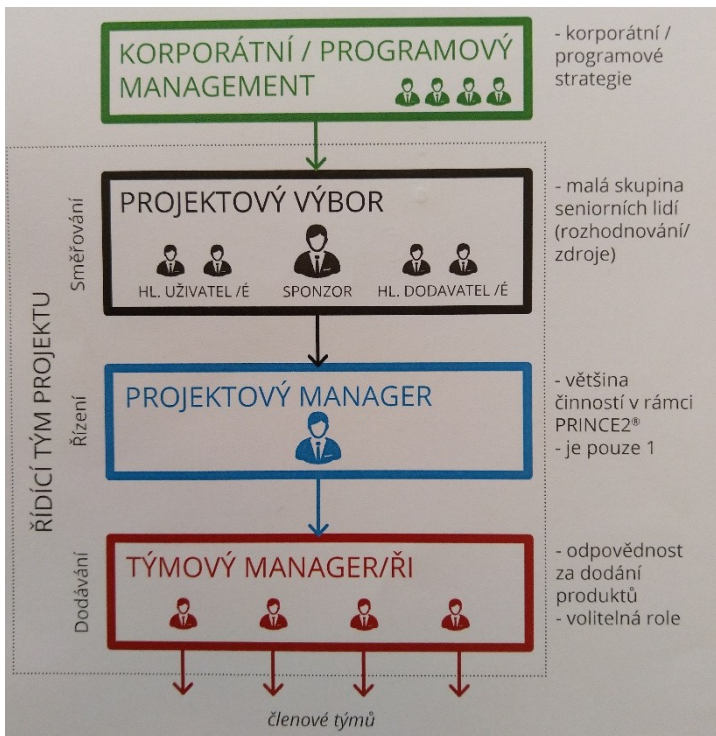 KORPORÁTNÍ / PROGRAMOVÝ
MANAGEMENT
- korporátní /
programové
strategie
ŘÍDÍCÍ TÝM PROJEKTU
Směřování
PROJEKTOVÝ VÝBOR
HL. UŽIVATEL /É
SPONZOR
HL. DODAVATEL /É
- malá skupina
seniorních lidí
(rozhodnování/
zdroje)
Řízení
PROJEKTOVÝ MANAGER
- většina
činností v rámci
PRINCE2®
- je pouze 1
Dodávání
TÝMOVÝ MANAGER/ŘI
- odpovědnost
za dodání
produktů
- volitelná role
členové týmů